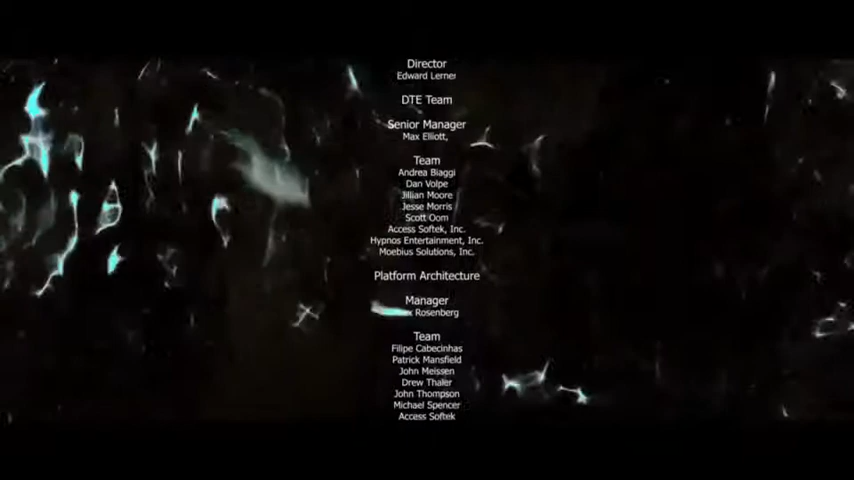 Director
Edward Lerner
DTE Team
Senior Manager
Max Elliott,
Team
Andrea Biaggi
Dan Volpe
Jillian Moore
Jesse Morris
Scott Oom
Access Softek, Inc.
Hypnos Entertainment, Inc.
Moebius Solutions, Inc.
Platform Architecture
Manager
Rosenberg
Team
Filipe Cabecinhas
Patrick Mansfield
John Meissen
Drew Thaler
John Thompson
Michael Spencer
Access Softek